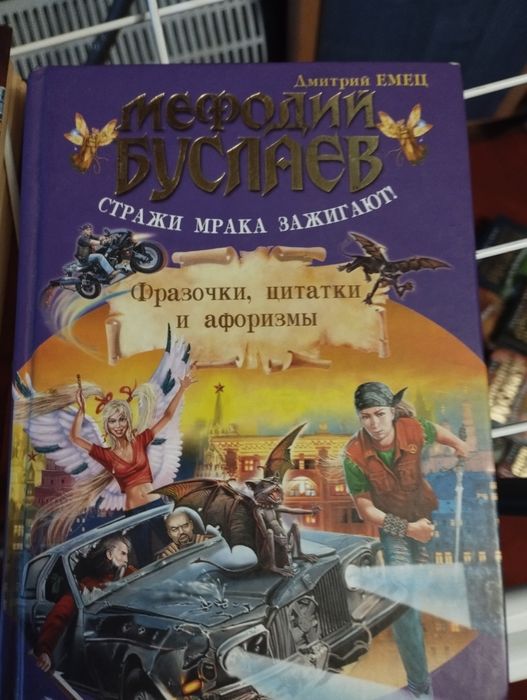 Дмитрий ЕМЕЦ
МЕФОДИЙ
БУСЛАЕВ
СТРАЖИ МРАКА ЗАЖИГАЮТ!
Фразочки, цитатки
и афоризмы